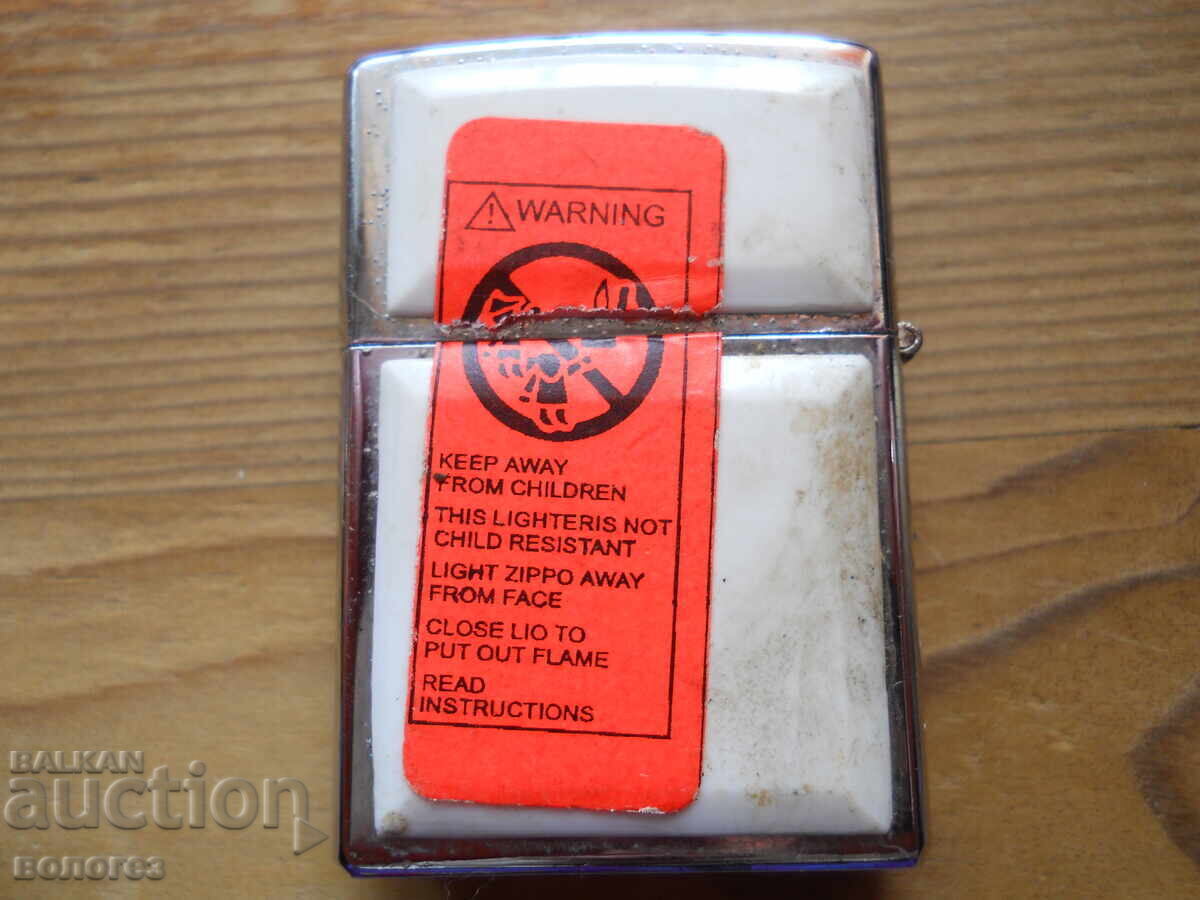 WARNING
KEEP AWAY
FROM CHILDREN
THIS LIGHTERIS NOT
CHILD RESISTANT
LIGHT ZIPPO AWAY
FROM FACE
CLOSE LIO TO
PUT OUT FLAME
READ
INSTRUCTIONS
BALKAN
auction
Bonorez